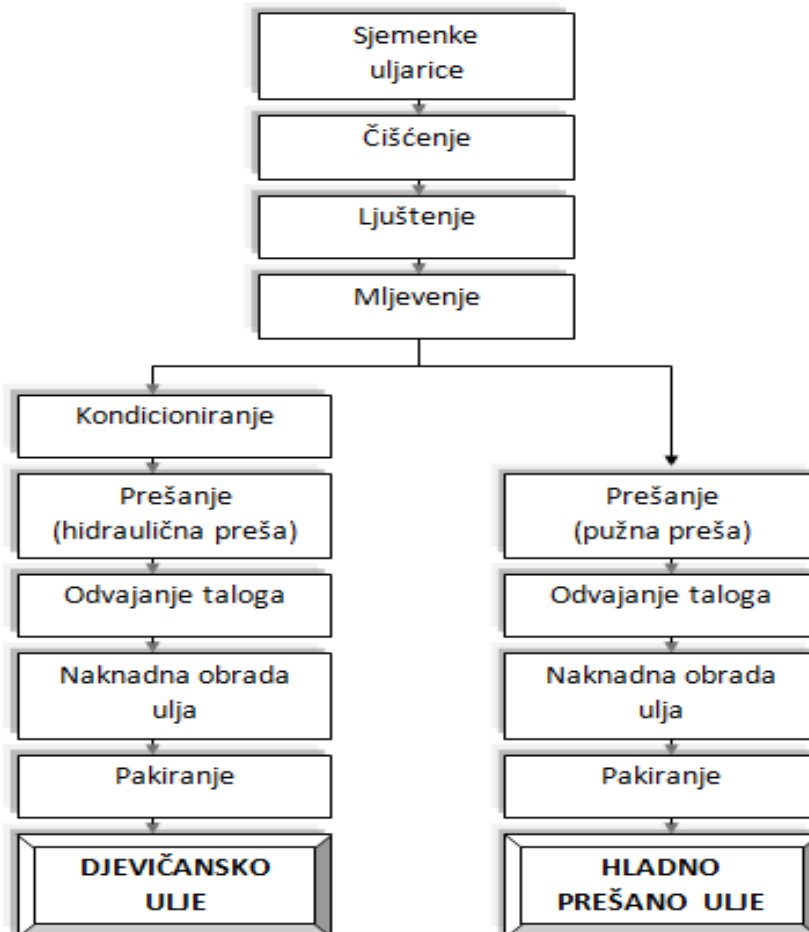 Sjemenke
uljarice
Čišćenje
Ljuštenje
Mljevenje
Kondicioniranje
Prešanje
(hidraulična preša)
Odvajanje taloga
Naknadna obrada
ulja
Pakiranje
DJEVIČANSKO
ULJE
Prešanje
(pužna preša)
Odvajanje taloga
Naknadna obrada
ulja
Pakiranje
HLADNO
PREŠANO ULJE